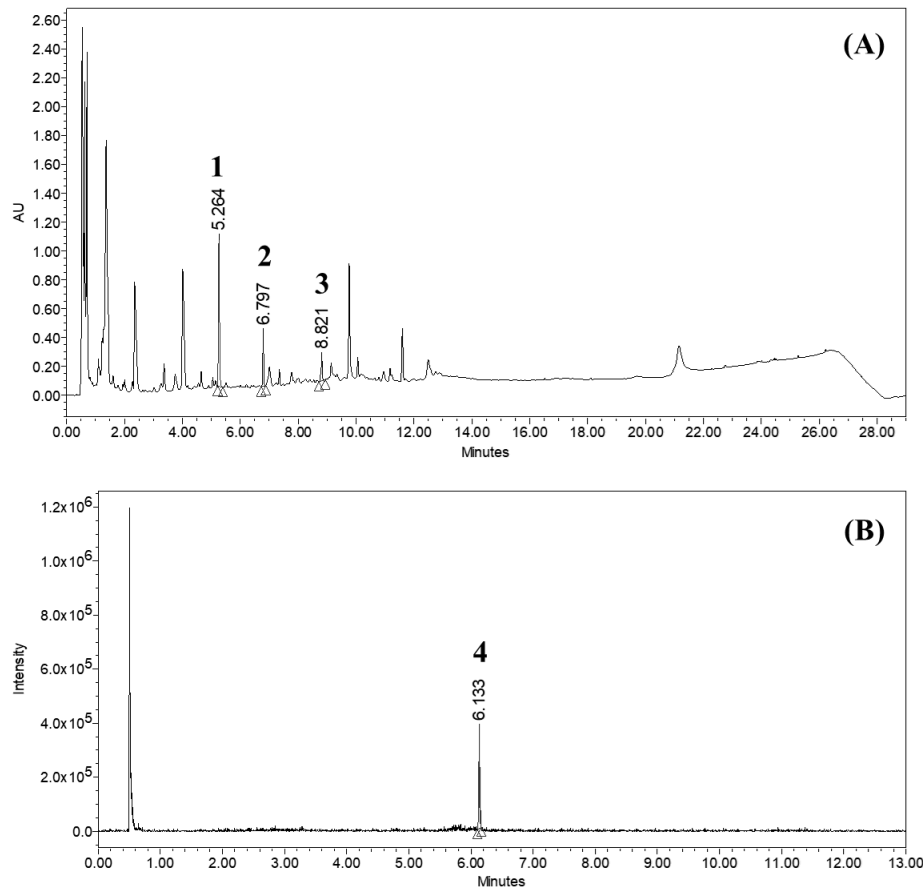 (A)
2.60
2.40
2.20
2.00
1.80
1.60
1.40
1.20
1.00
0.80
0.60
0.40
0.20
0.00
AU
1
5.264
2
6.797
3
8.821
0.00 2.00 4.00 6.00 8.00 10.00 12.00 14.00 16.00 18.00 20.00 22.00 24.00 26.00 28.00
Minutes
(B)
1.2x10⁶
1.0x10⁶
8.0x10⁵
6.0x10⁵
4.0x10⁵
2.0x10⁵
0.0
Intensity
4
6.133
0.00 1.00 2.00 3.00 4.00 5.00 6.00 7.00 8.00 9.00 10.00 11.00 12.00 13.00
Minutes